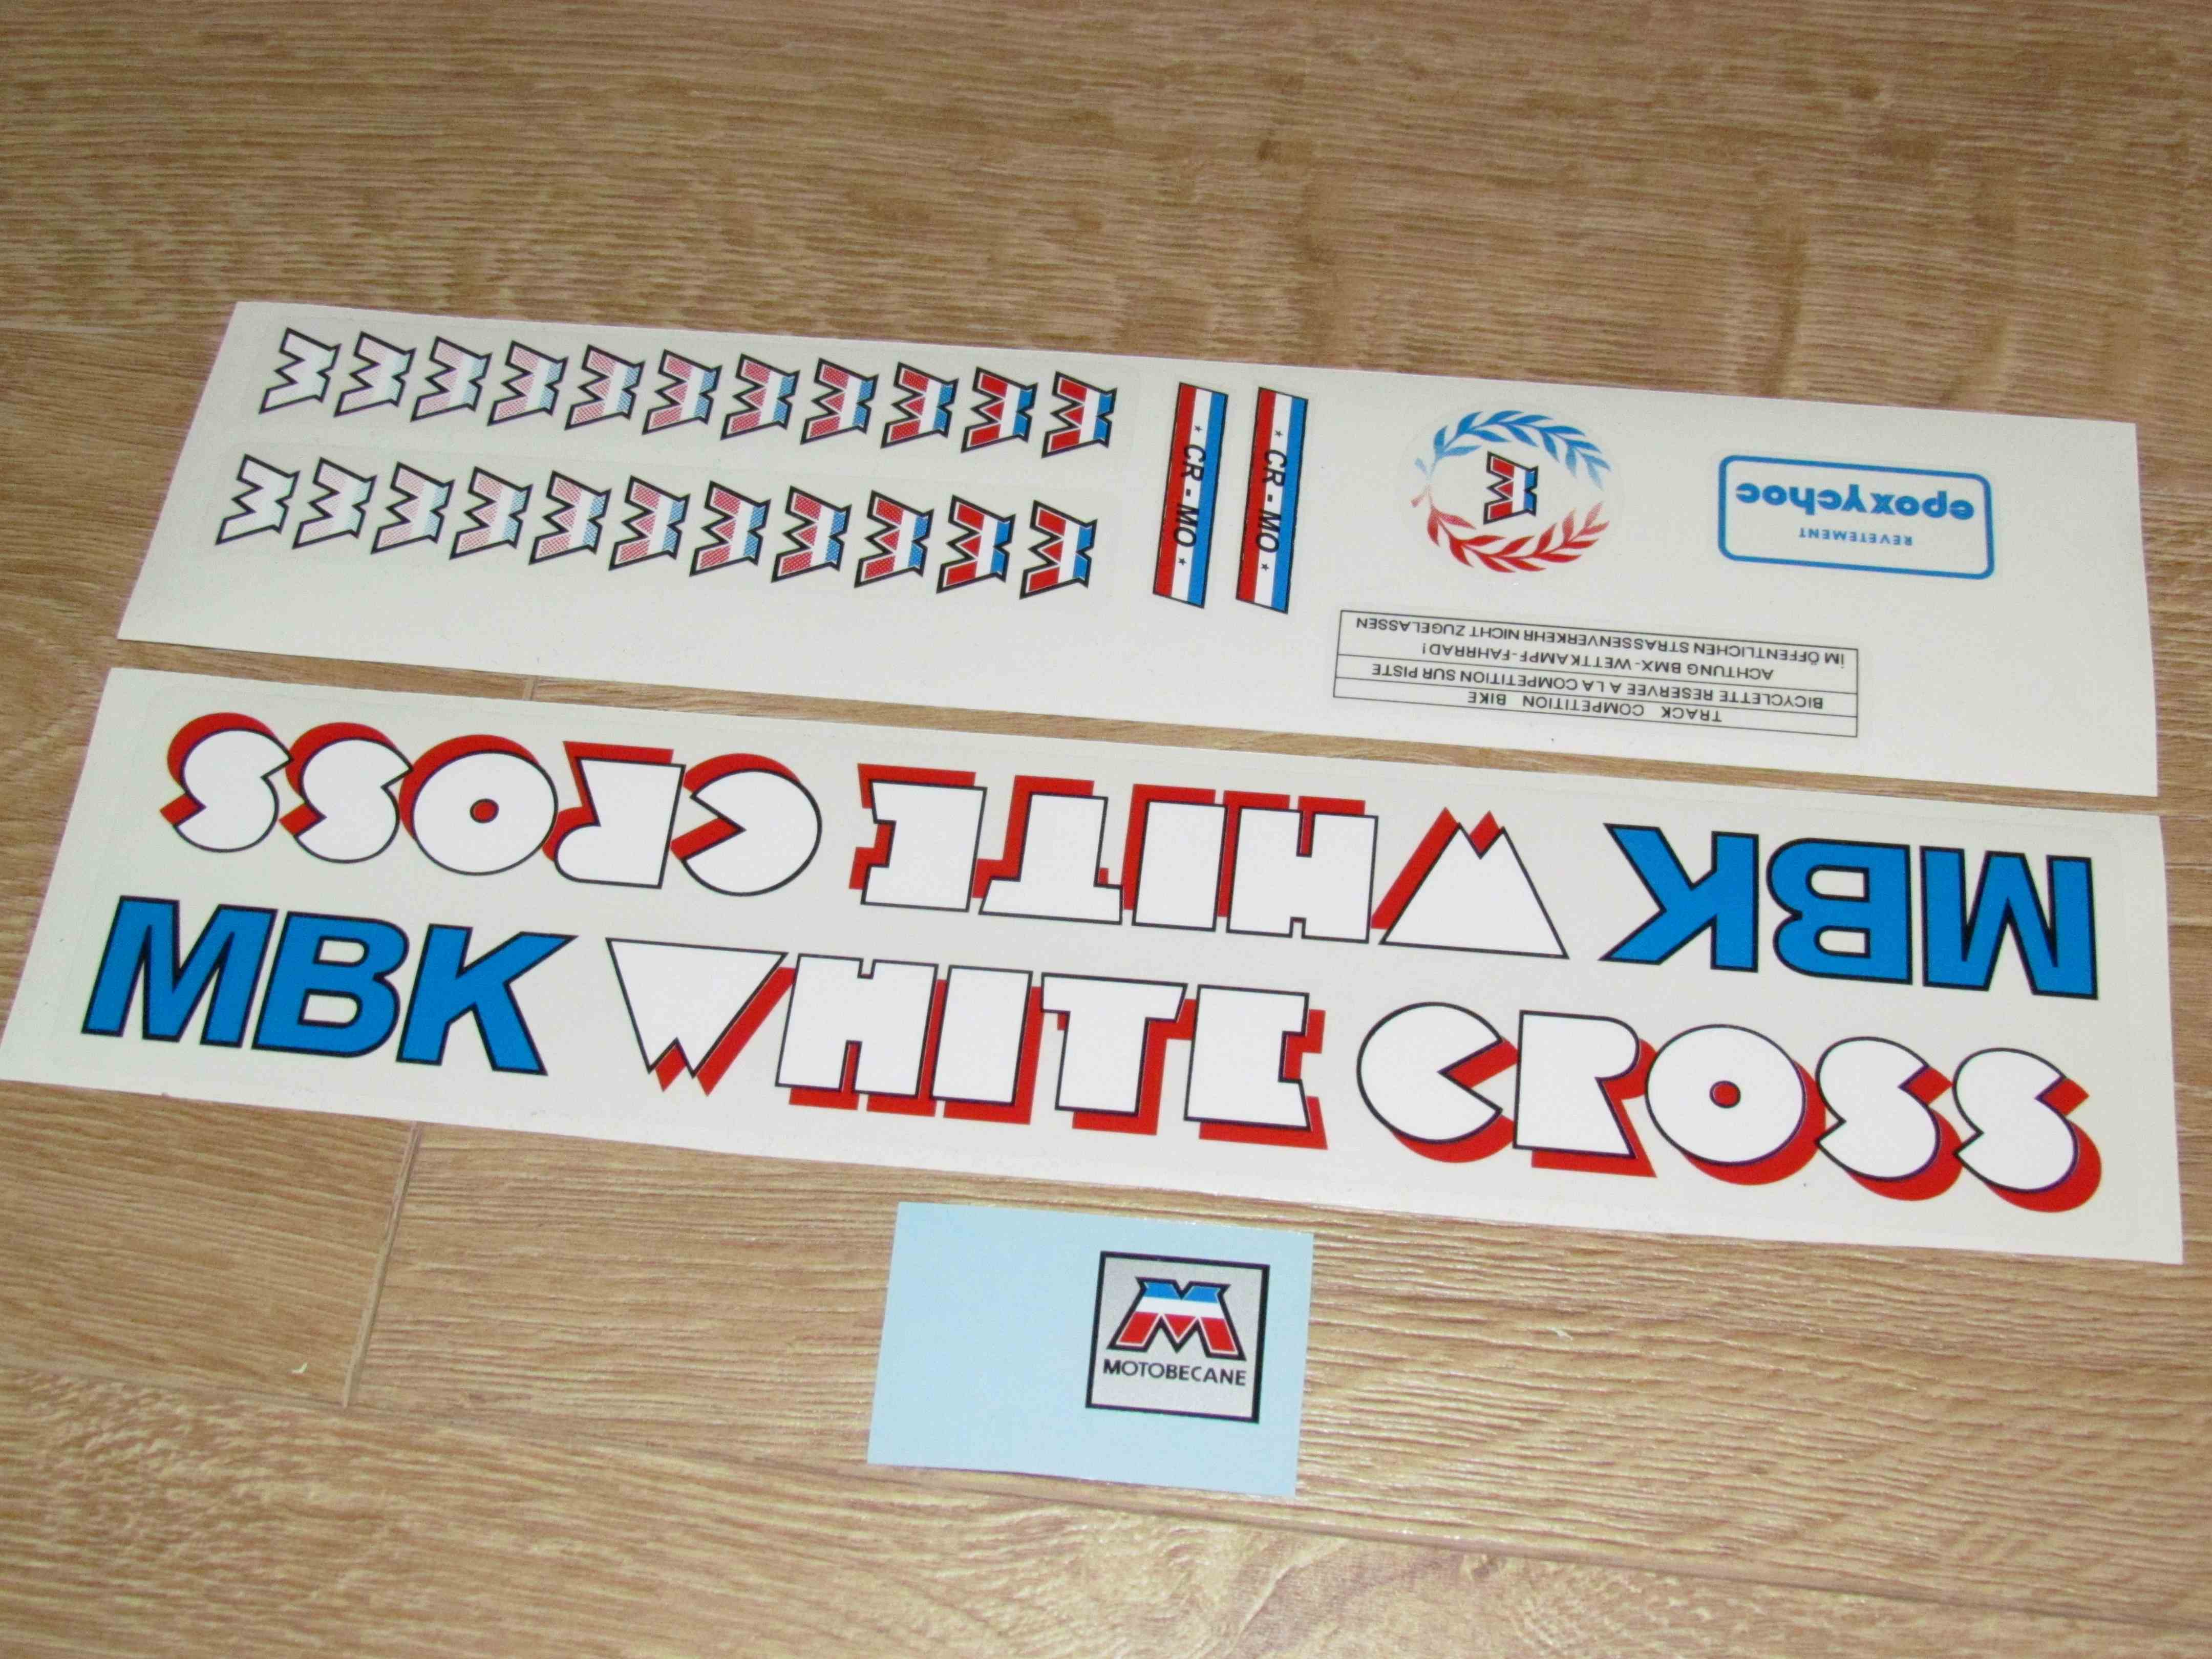 ★ CR - MO ★
★ CR - MO ★
epoxychoc
REVETEMENT
TRACK COMPETITION BIKE
BICYCLETTE RESERVEE A LA COMPETITION SUR PISTE
ACHTUNG BMX-WETTKAMPF-FAHRRAD!
IM ÖFFENTLICHEN STRASSENVERKEHR NICHT ZUGELASSEN
MBK WHITE CROSS
MBK WHITE CROSS
MOTOBECANE